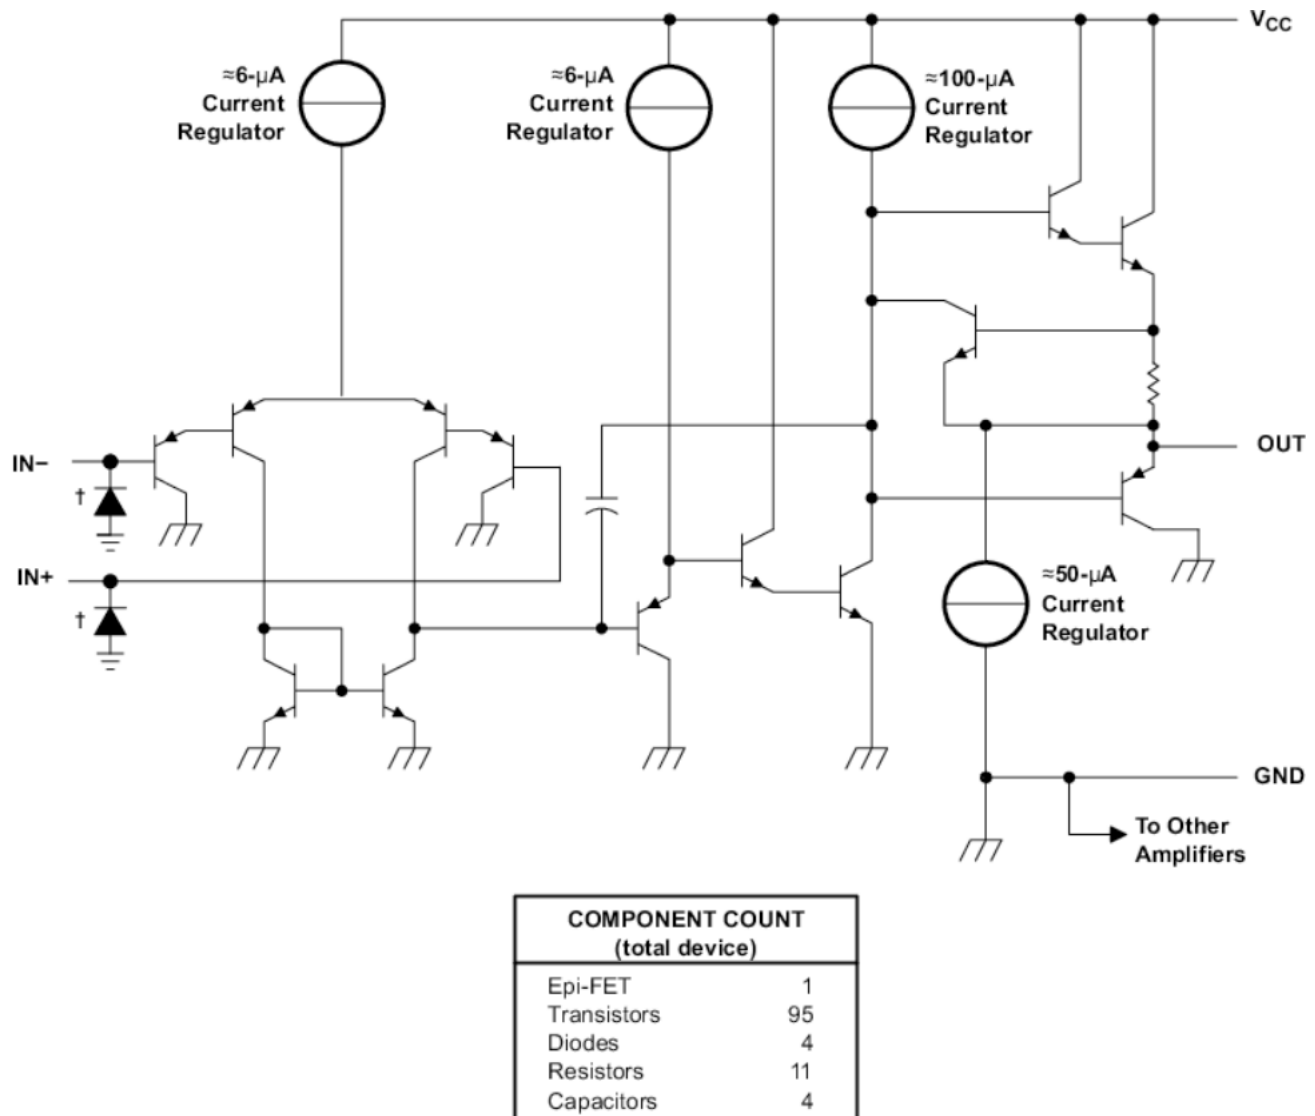 V_CC
≈6-µA
Current
Regulator
≈6-µA
Current
Regulator
≈100-µA
Current
Regulator
IN−
†
IN+
†
OUT
≈50-µA
Current
Regulator
GND
To Other
Amplifiers
COMPONENT COUNT
(total device)
Epi-FET 1
Transistors 95
Diodes 4
Resistors 11
Capacitors 4